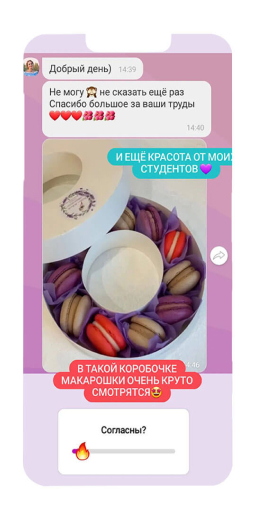 Добрый день) 14:39
Не могу 🙈 не сказать ещё раз
Спасибо большое за ваши труды
❤️❤️❤️🌺🌺🌺
14:40
И ЕЩЁ КРАСОТА ОТ МОИХ
СТУДЕНТОВ 💜
В ТАКОЙ КОРОБОЧКЕ
МАКАРОШКИ ОЧЕНЬ КРУТО
СМОТРЯТСЯ😍
Согласны?
🔥